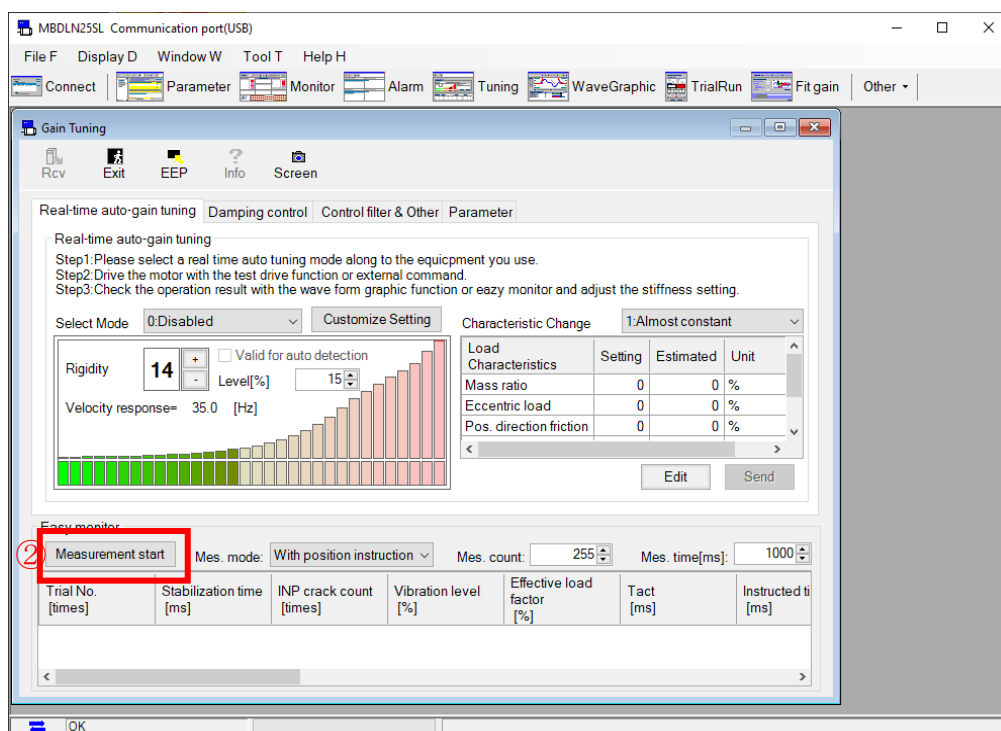 MBDLN25SL Communication port(USB)
File F Display D Window W Tool T Help H
Connect Parameter Monitor Alarm Tuning WaveGraphic TrialRun Fit gain Other
Gain Tuning
Rcv Exit EEP Info Screen
Real-time auto-gain tuning Damping control Control filter & Other Parameter
Real-time auto-gain tuning
Step1:Please select a real time auto tuning mode along to the equicpment you use.
Step2:Drive the motor with the test drive function or external command.
Step3:Check the operation result with the wave form graphic function or eazy monitor and adjust the stiffness setting.
Select Mode 0:Disabled Customize Setting Characteristic Change 1:Almost constant
Rigidity 14 + - Valid for auto detection
Level[%] 15
Velocity response= 35.0 [Hz]
Load Characteristics Setting Estimated Unit
Mass ratio 0 0 %
Eccentric load 0 0 %
Pos. direction friction 0 0 %
Edit Send
Easy monitor
② Measurement start Mes. mode: With position instruction Mes. count: 255 Mes. time[ms]: 1000
Trial No. [times] Stabilization time [ms] INP crack count [times] Vibration level [%] Effective load factor [%] Tact [ms] Instructed ti [ms]
OK